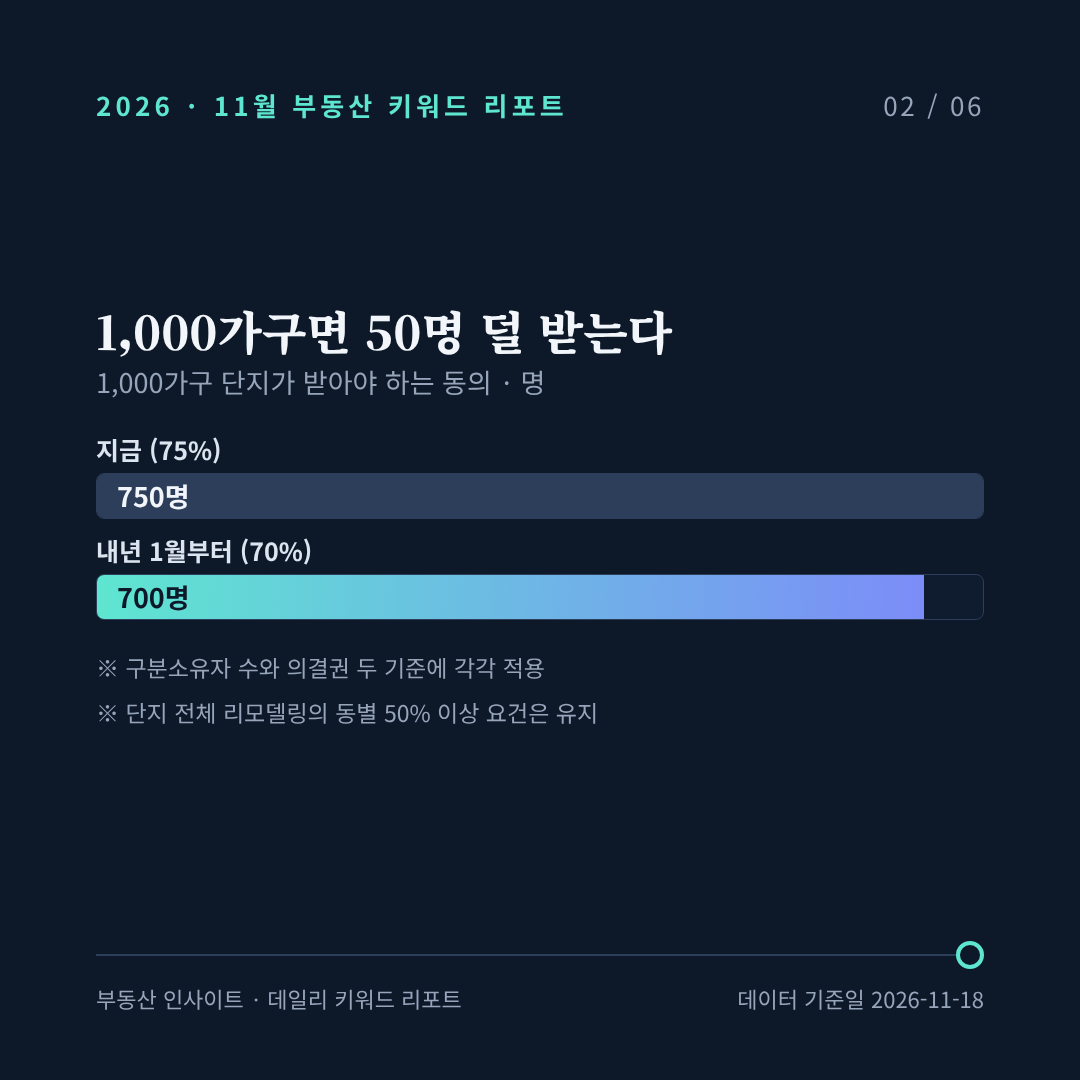 2026 · 11월 부동산 키워드 리포트
02 / 06
1,000가구면 50명 덜 받는다
1,000가구 단지가 받아야 하는 동의 · 명
지금 (75%)
750명
내년 1월부터 (70%)
700명
※ 구분소유자 수와 의결권 두 기준에 각각 적용
※ 단지 전체 리모델링의 동별 50% 이상 요건은 유지
부동산 인사이트 · 데일리 키워드 리포트
데이터 기준일 2026-11-18